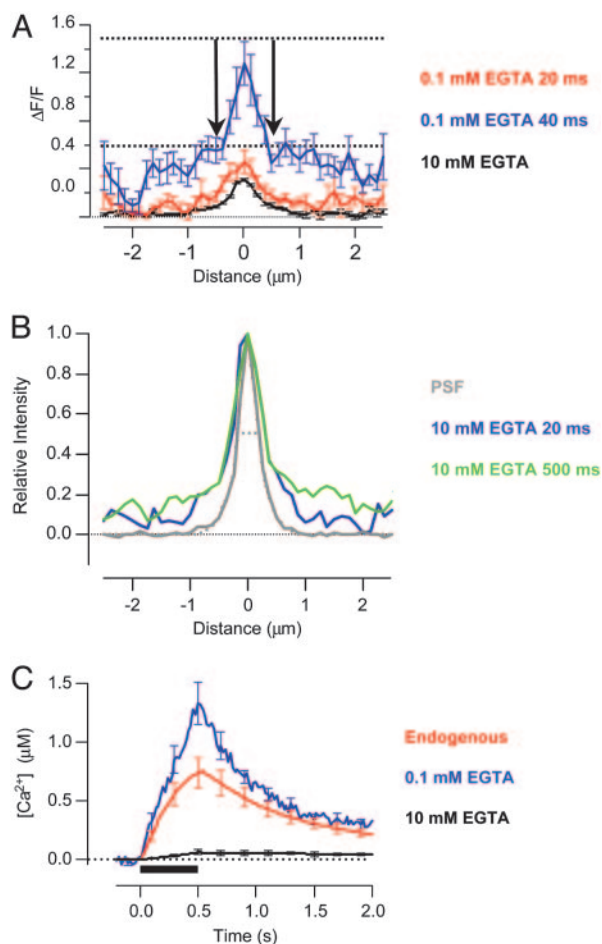 A
1.6
1.2
0.8
0.4
0.0
ΔF/F
0.1 mM EGTA 20 ms
0.1 mM EGTA 40 ms
10 mM EGTA
-2 -1 0 1 2
Distance (μm)
B
1.0
0.8
0.6
0.4
0.2
0.0
Relative Intensity
PSF
10 mM EGTA 20 ms
10 mM EGTA 500 ms
-2 -1 0 1 2
Distance (μm)
C
1.5
1.0
0.5
0.0
[Ca²⁺] (μM)
Endogenous
0.1 mM EGTA
10 mM EGTA
0.0 0.5 1.0 1.5 2.0
Time (s)